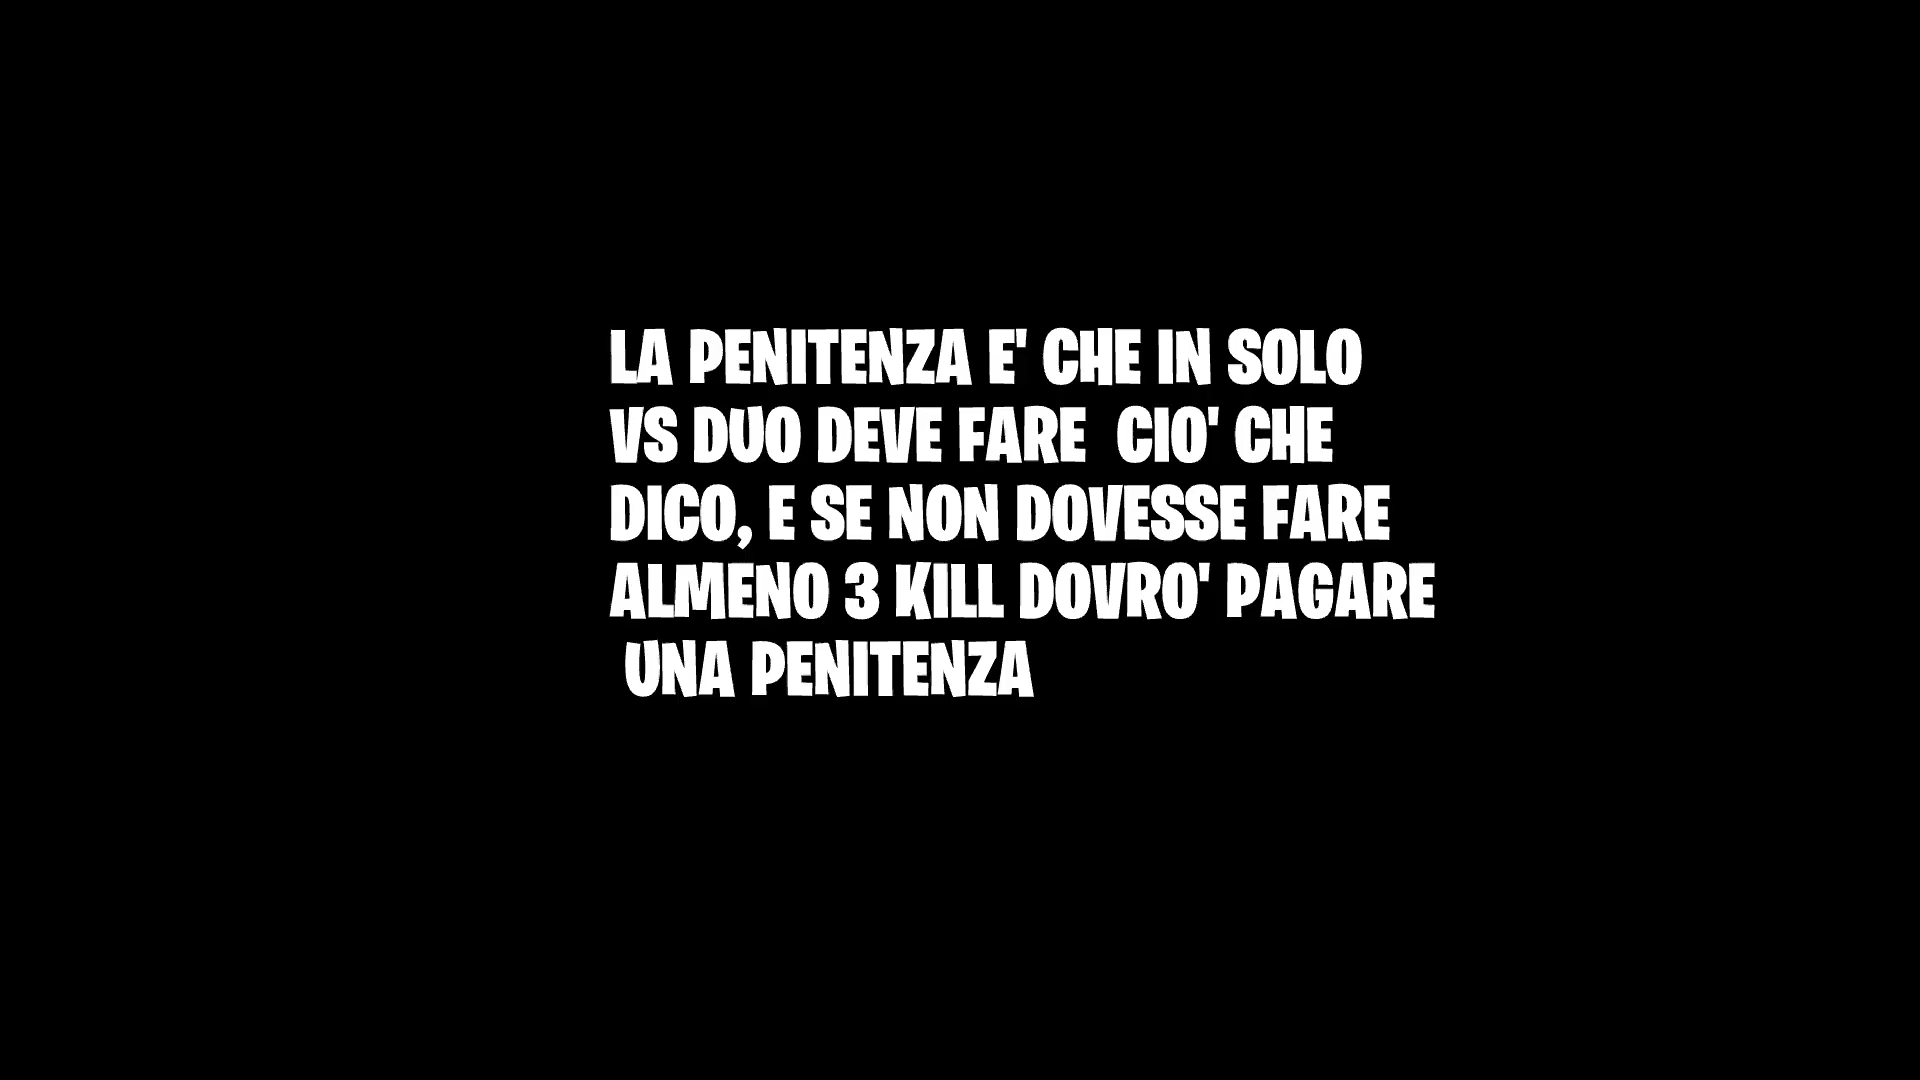 LA PENITENZA E' CHE IN SOLO
VS DUO DEVE FARE  CIO' CHE
DICO, E SE NON DOVESSE FARE
ALMENO 3 KILL DOVRO' PAGARE
UNA PENITENZA